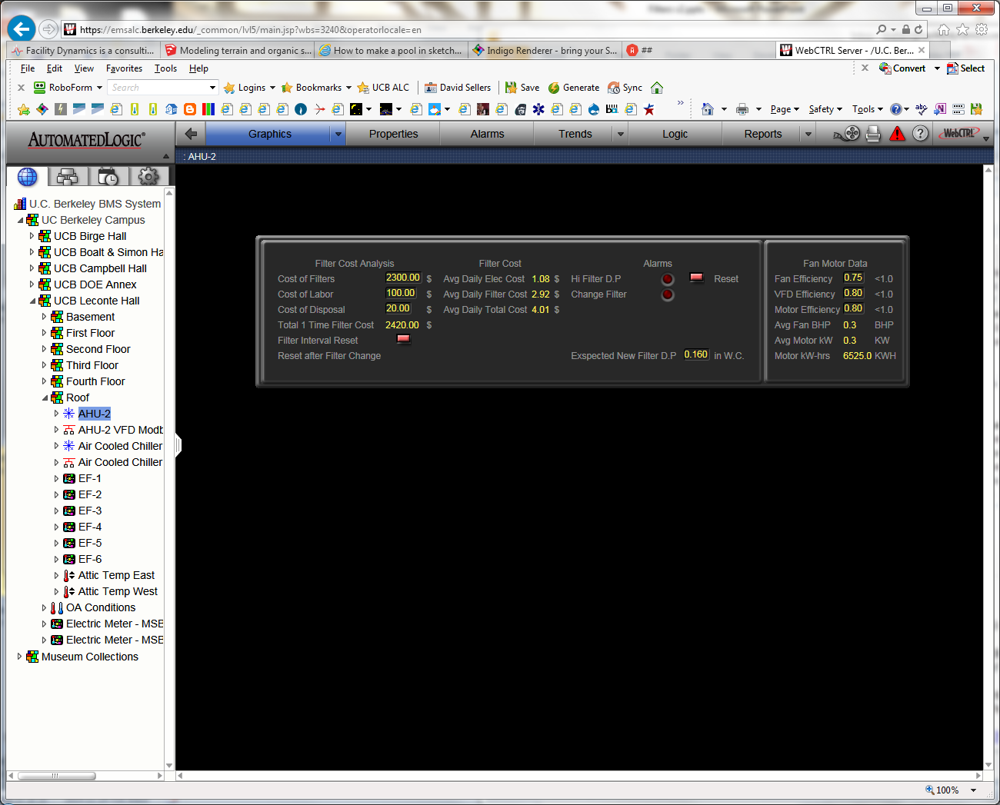 https://emsalc.berkeley.edu/_common/lvl5/main.jsp?wbs=3240&operatorlocale=en
Facility Dynamics is a consulti... Modeling terrain and organic s... How to make a pool in sketch... Indigo Renderer - bring your S... ## WebCTRL Server - /U.C. Ber...
File Edit View Favorites Tools Help
Convert Select
RoboForm Search Logins Bookmarks UCB ALC David Sellers Save Generate Sync
Page Safety Tools
AUTOMATEDLOGIC®
Graphics Properties Alarms Trends Logic Reports WebCTRL
: AHU-2
U.C. Berkeley BMS System
UC Berkeley Campus
UCB Birge Hall
UCB Boalt & Simon Ha
UCB Campbell Hall
UCB DOE Annex
UCB Leconte Hall
Basement
First Floor
Second Floor
Third Floor
Fourth Floor
Roof
AHU-2
AHU-2 VFD Modb
Air Cooled Chiller
Air Cooled Chiller
EF-1
EF-2
EF-3
EF-4
EF-5
EF-6
Attic Temp East
Attic Temp West
OA Conditions
Electric Meter - MSB
Electric Meter - MSB
Museum Collections
Filter Cost Analysis Filter Cost Alarms Fan Motor Data
Cost of Filters 2300.00 $ Avg Daily Elec Cost 1.08 $ Hi Filter D.P Reset Fan Efficiency 0.75 <1.0
Cost of Labor 100.00 $ Avg Daily Filter Cost 2.92 $ Change Filter VFD Efficiency 0.80 <1.0
Cost of Disposal 20.00 $ Avg Daily Total Cost 4.01 $ Motor Efficiency 0.80 <1.0
Total 1 Time Filter Cost 2420.00 $ Avg Fan BHP 0.3 BHP
Filter Interval Reset Avg Motor kW 0.3 KW
Reset after Filter Change Exspected New Filter D.P 0.160 in W.C. Motor kW-hrs 6525.0 KWH
100%